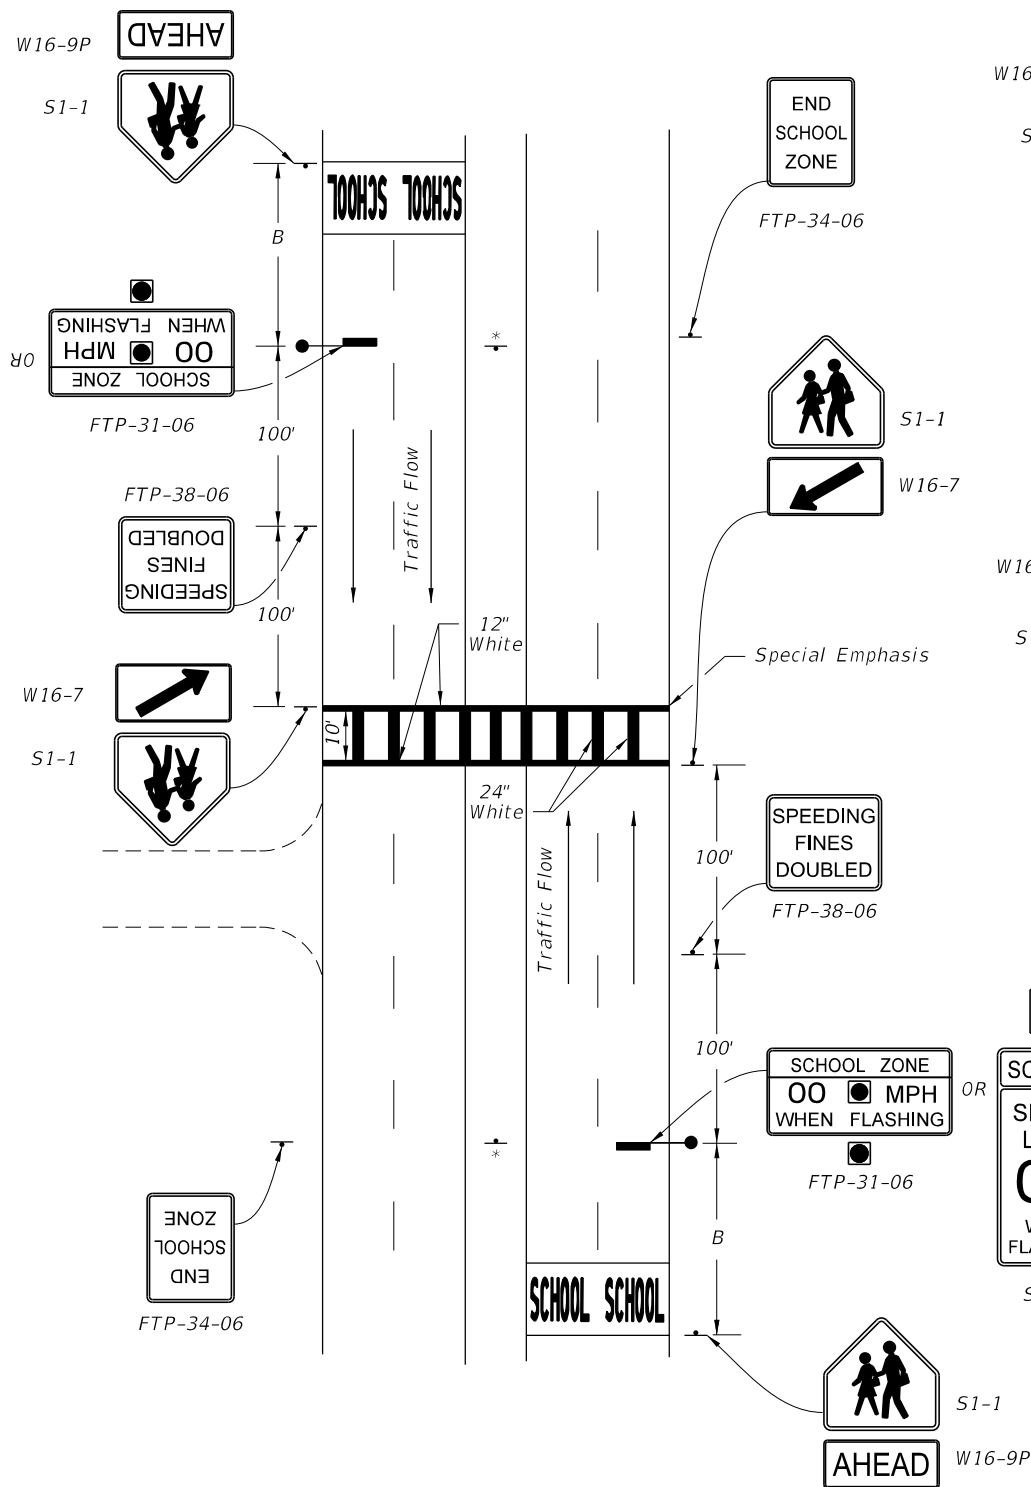 W16-9P
AHEAD
S1-1
SCHOOL SCHOOL
B
WHEN FLASHING
00 MPH
SCHOOL ZONE
OR
FTP-31-06
100'
FTP-38-06
SPEEDING
FINES
DOUBLED
100'
Traffic Flow
12"
White
W16-7
S1-1
10'
24"
White
END
SCHOOL
ZONE
FTP-34-06
S1-1
W16-7
Special Emphasis
SPEEDING
FINES
DOUBLED
FTP-38-06
100'
Traffic Flow
100'
SCHOOL ZONE
00 MPH
WHEN FLASHING
OR
FTP-31-06
*
*
B
END
SCHOOL
ZONE
FTP-34-06
SCHOOL SCHOOL
S1-1
AHEAD
W16-9P
W16
S
W16
S